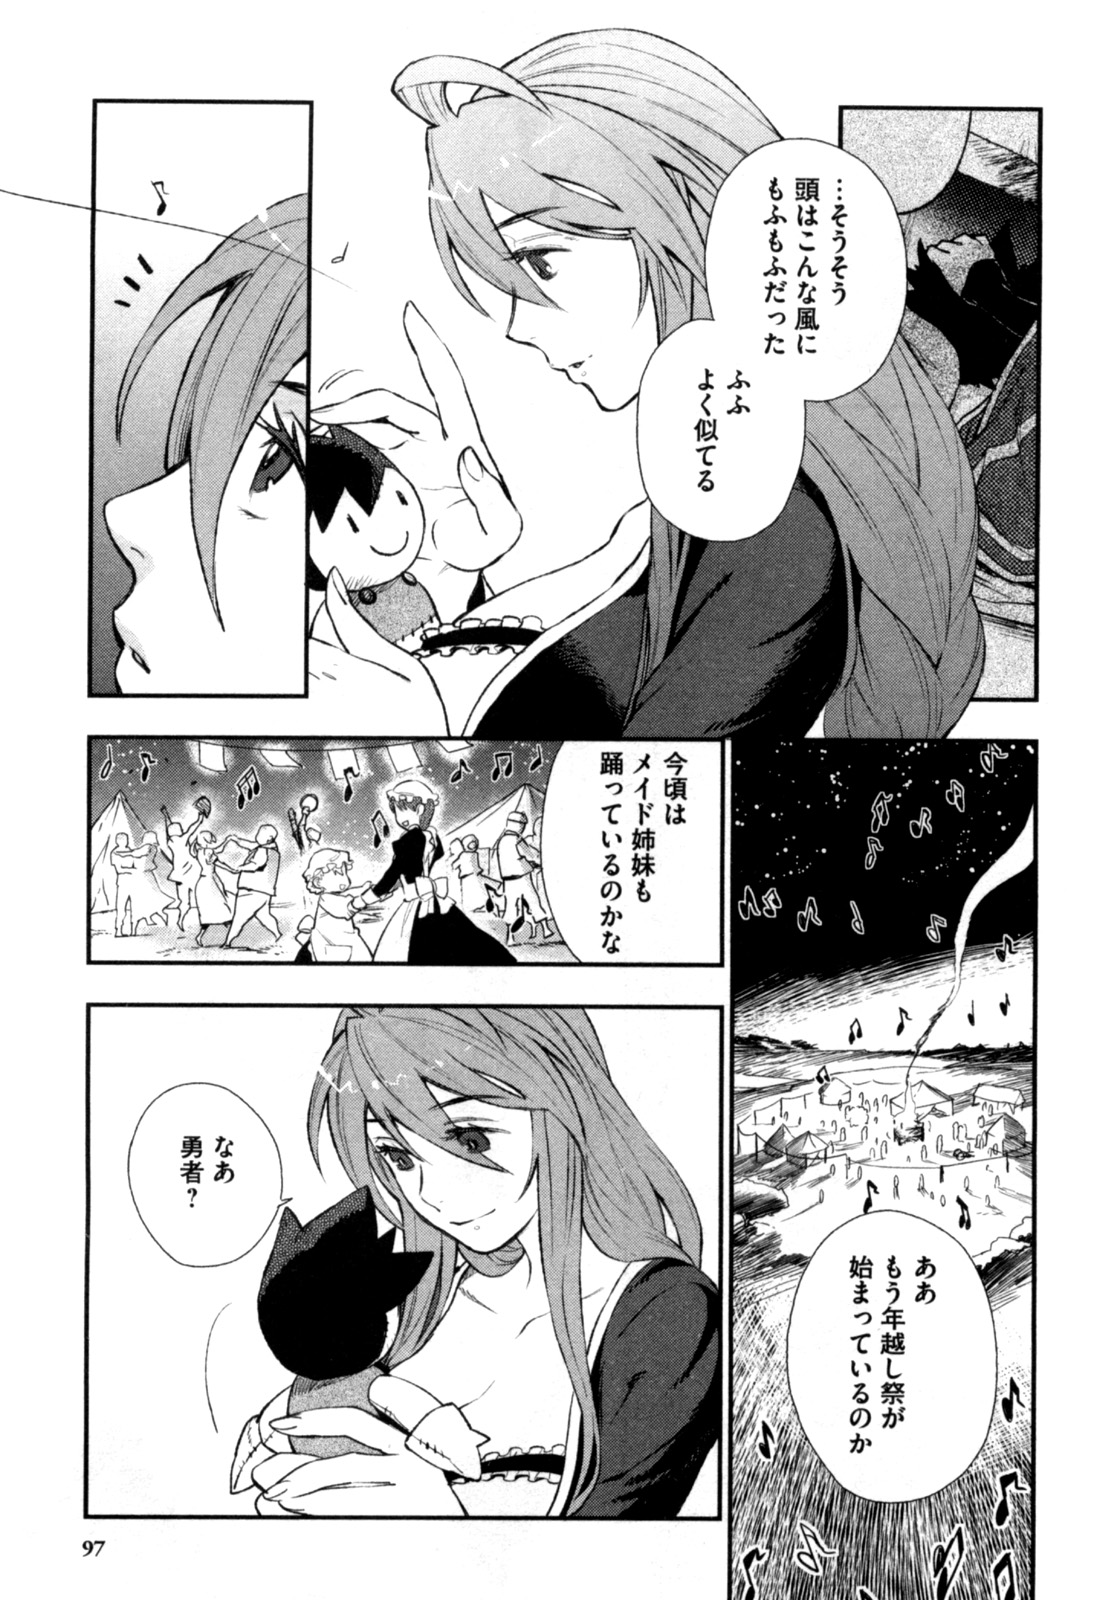 …そうそう
頭はこんな風に
もふもふだった
ふふ
よく似てる
ああ
もう年越し祭が
始まっているのか
今頃は
メイド姉妹も
踊っているのかな
なあ
勇者？
97